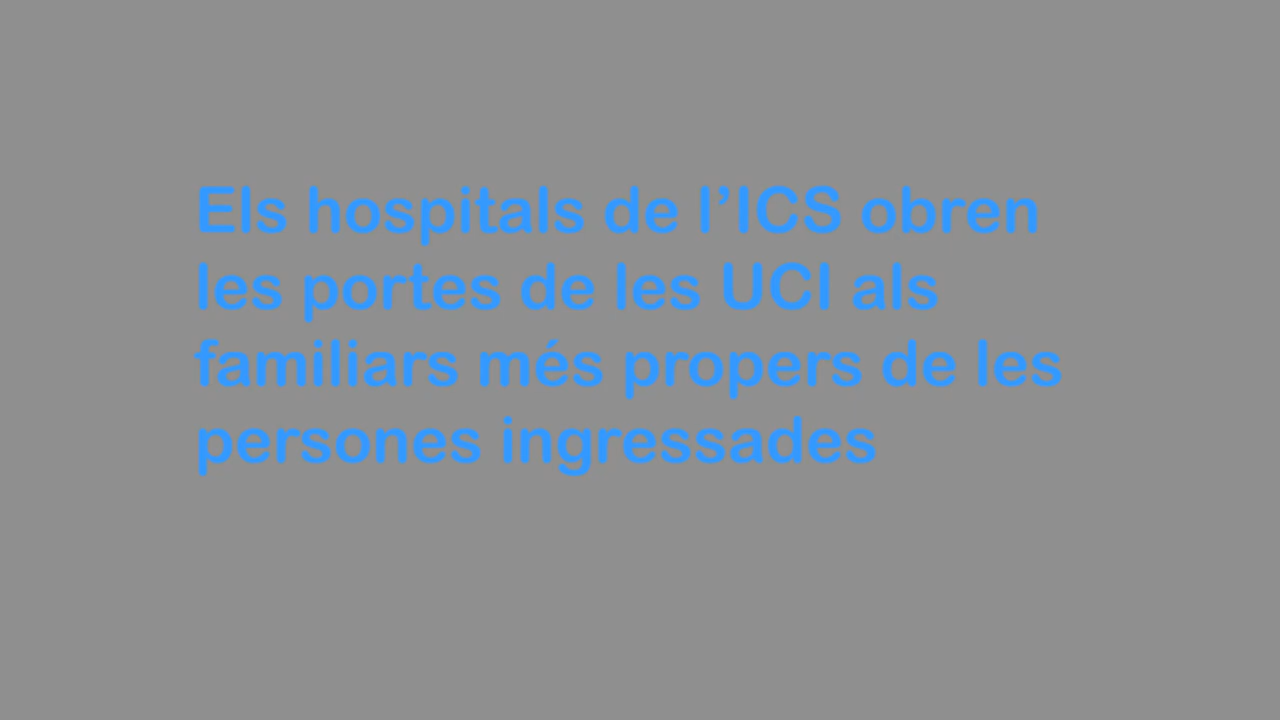 Els hospitals de l’ICS obren
les portes de les UCI als
familiars més propers de les
persones ingressades